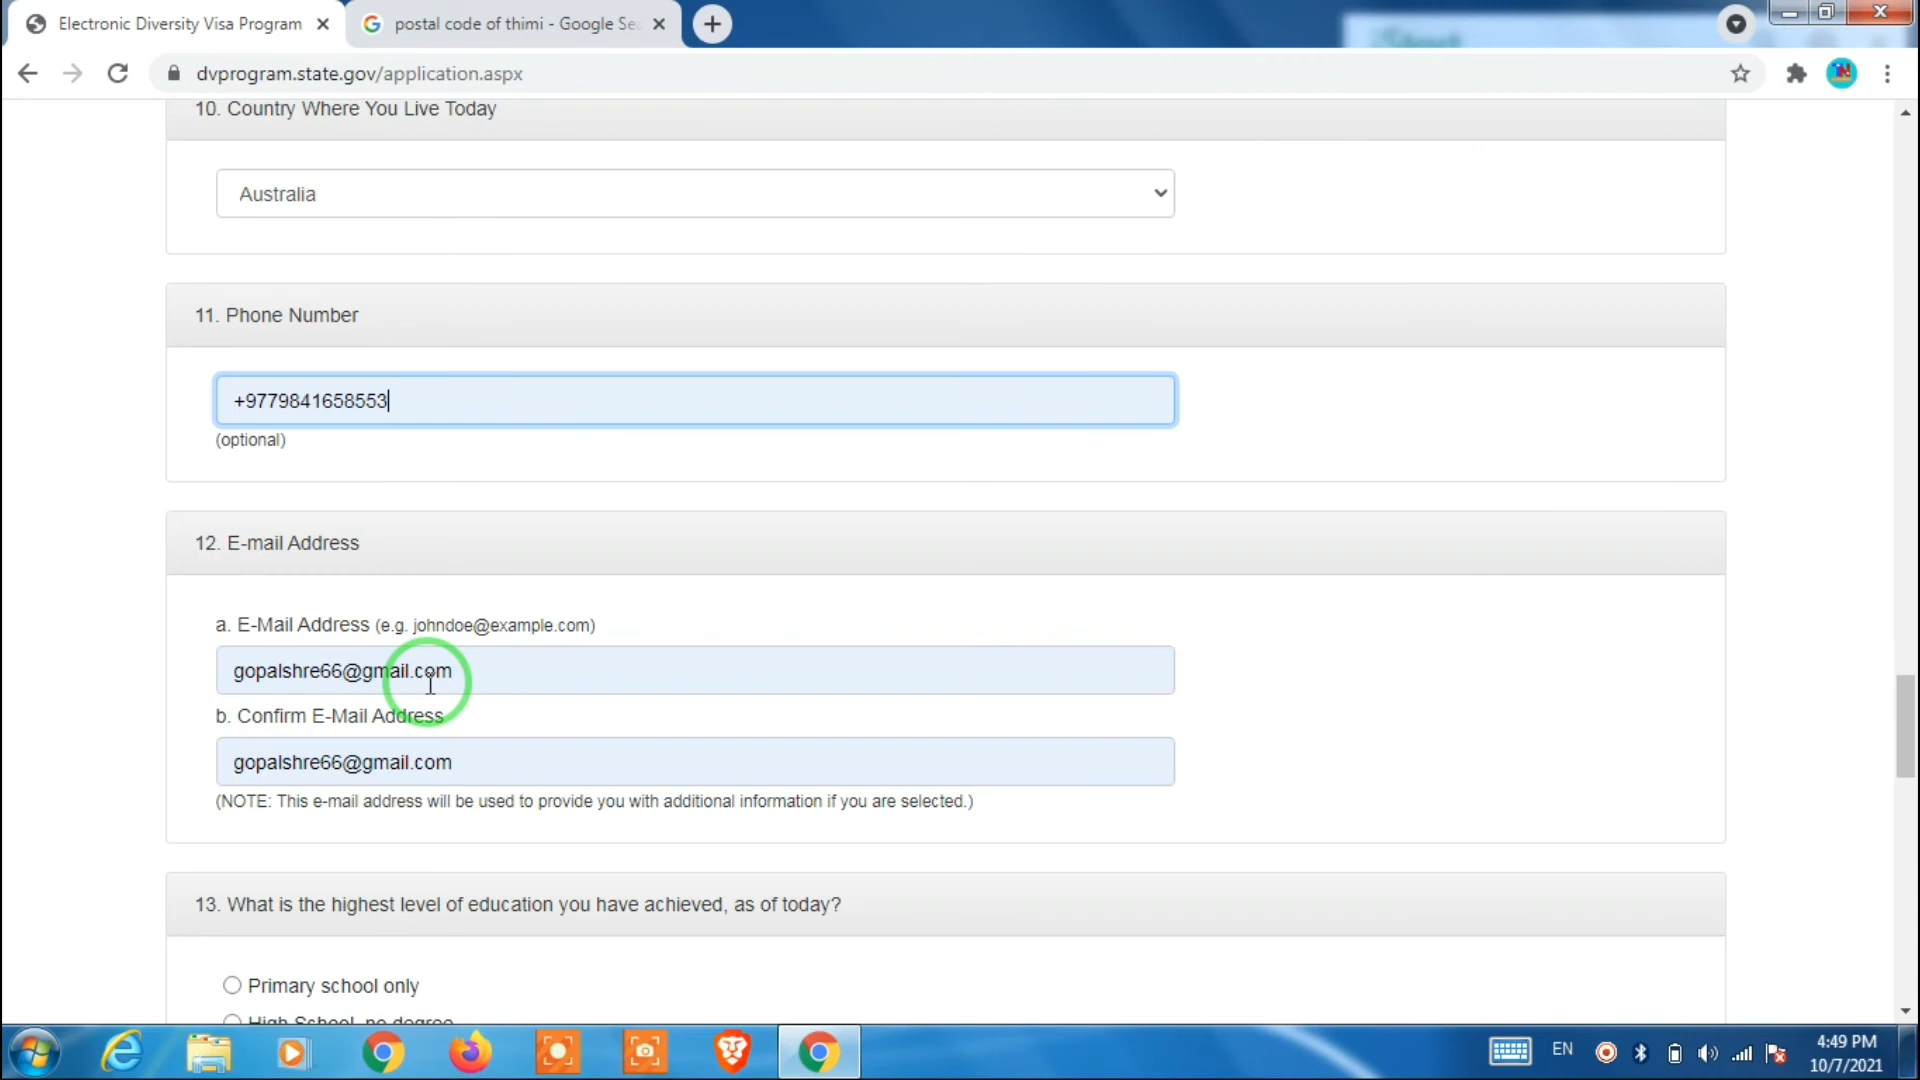 Electronic Diversity Visa Program
postal code of thimi - Google Se
dvprogram.state.gov/application.aspx
10. Country Where You Live Today
Australia
11. Phone Number
+9779841658553
(optional)
12. E-mail Address
a. E-Mail Address (e.g. johndoe@example.com)
gopalshre66@gmail.com
b. Confirm E-Mail Address
gopalshre66@gmail.com
(NOTE: This e-mail address will be used to provide you with additional information if you are selected.)
13. What is the highest level of education you have achieved, as of today?
Primary school only
High School, no degree
EN
4:49 PM
10/7/2021